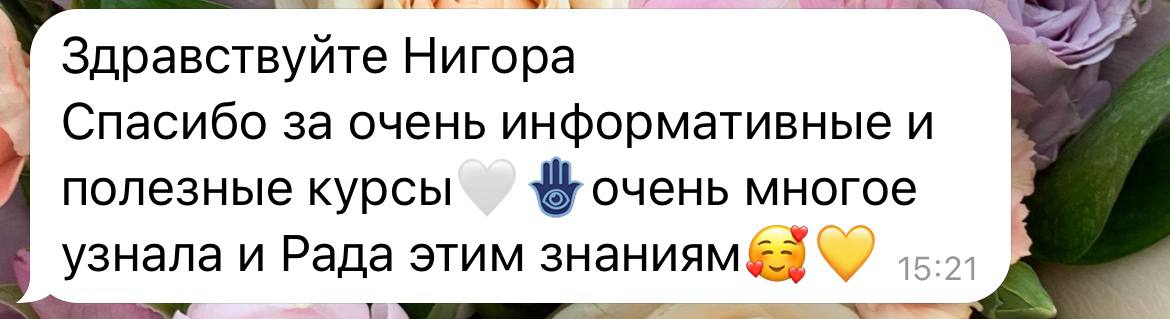 Здравствуйте Нигора
Спасибо за очень информативные и
полезные курсы🤍🪬очень многое
узнала и Рада этим знаниям🥰💛 15:21